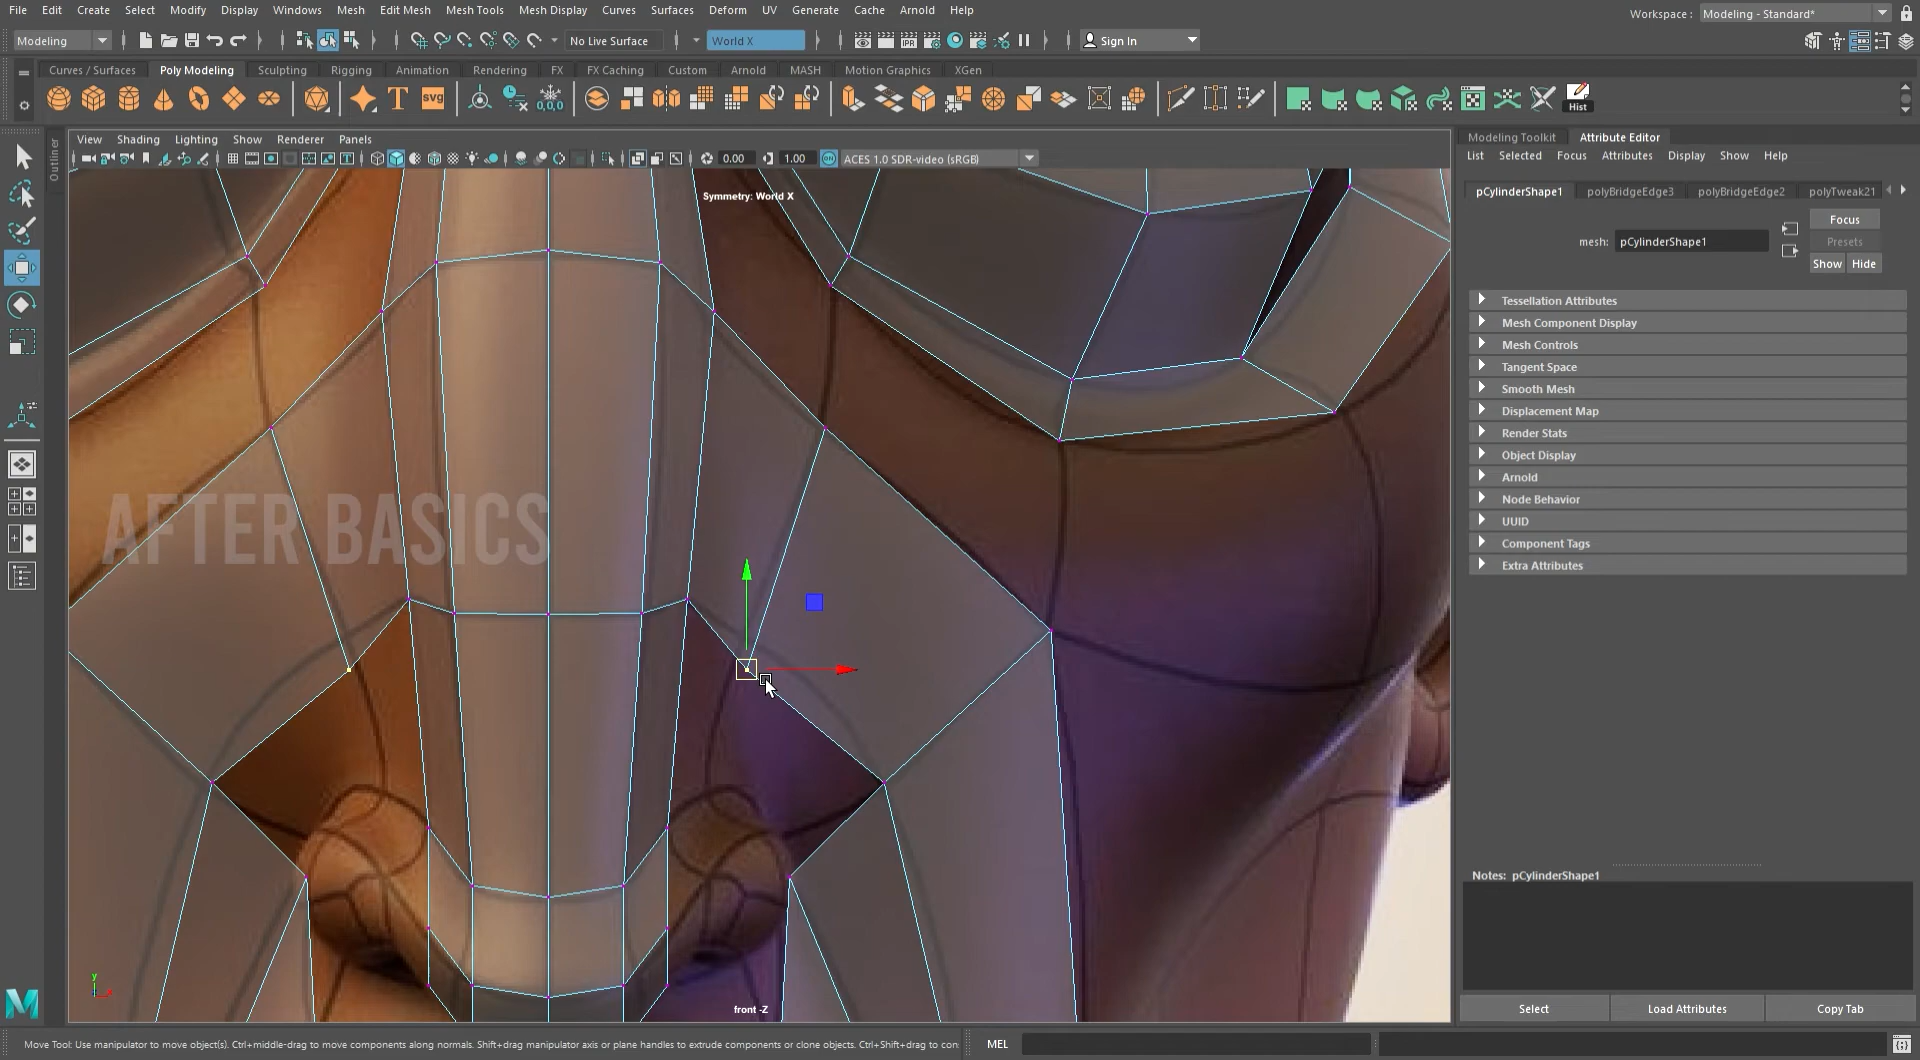 File Edit Create Select Modify Display Windows Mesh Edit Mesh Mesh Tools Mesh Display Curves Surfaces Deform UV Generate Cache Arnold Help
Workspace : Modeling - Standard*
Modeling No Live Surface World X IPR Sign In
Curves / Surfaces Poly Modeling Sculpting Rigging Animation Rendering FX FX Caching Custom Arnold MASH Motion Graphics XGen
T SVG 0,0,0 Hist
View Shading Lighting Show Renderer Panels
0.00 1.00 ON ACES 1.0 SDR-video (sRGB)
Outliner
Symmetry: World X
AFTER BASICS
y
front -Z
Modeling Toolkit Attribute Editor
List Selected Focus Attributes Display Show Help
pCylinderShape1 polyBridgeEdge3 polyBridgeEdge2 polyTweak21
Focus
mesh: pCylinderShape1
Presets
Show Hide
Tessellation Attributes
Mesh Component Display
Mesh Controls
Tangent Space
Smooth Mesh
Displacement Map
Render Stats
Object Display
Arnold
Node Behavior
UUID
Component Tags
Extra Attributes
Notes: pCylinderShape1
Select Load Attributes Copy Tab
Move Tool: Use manipulator to move object(s). Ctrl+middle-drag to move components along normals. Shift+drag manipulator axis or plane handles to extrude components or clone objects. Ctrl+Shift+drag to con
MEL